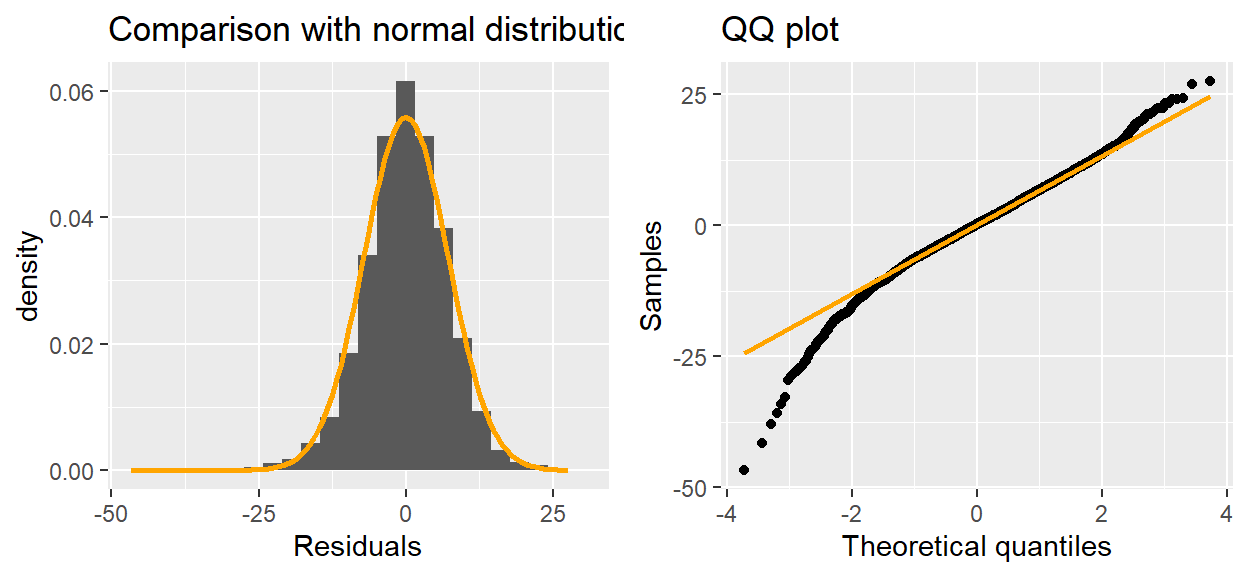 Comparison with normal distributic
0.06
0.04
0.02
0.00
density
-50 -25 0 25
Residuals
QQ plot
25
0
-25
-50
Samples
-4 -2 0 2 4
Theoretical quantiles